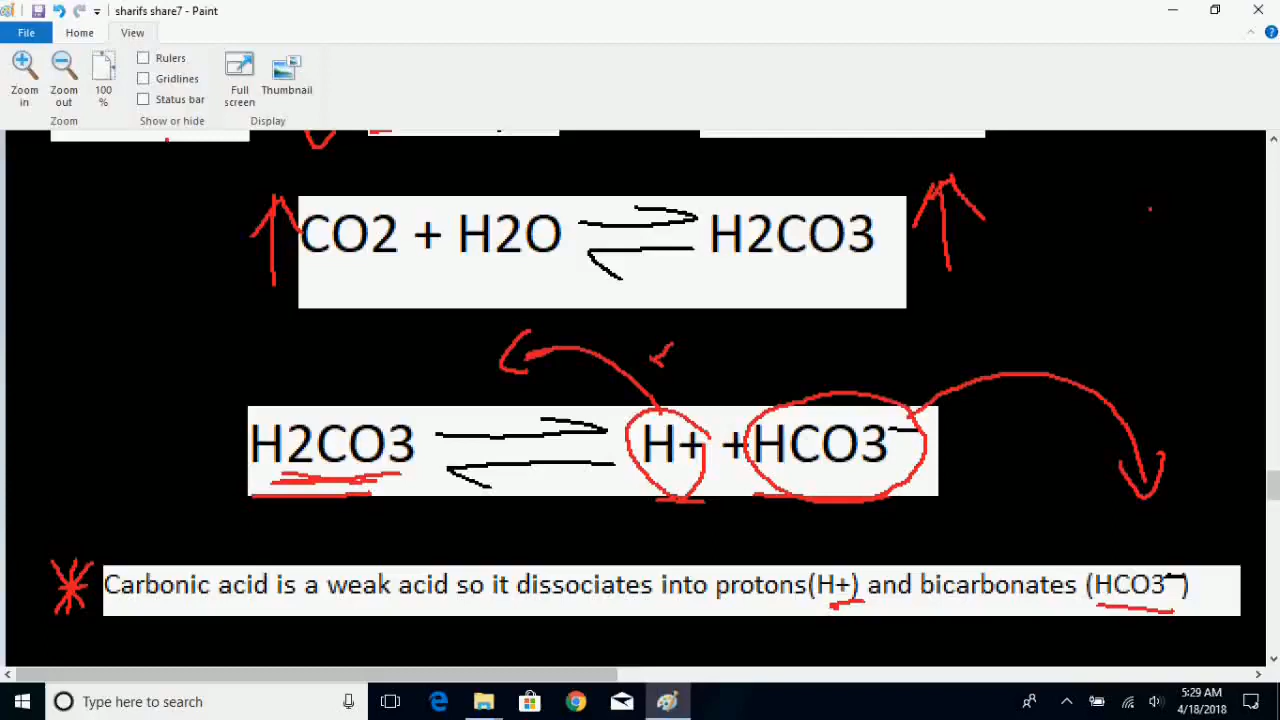 sharifs share7 - Paint
File Home View
Rulers
Gridlines
Status bar
Zoom in
Zoom out
100 %
Full screen
Thumbnail
Zoom
Show or hide
Display
CO2 + H2O ⇌ H2CO3
H2CO3 ⇌ H+ +HCO3⁻
Carbonic acid is a weak acid so it dissociates into protons(H+) and bicarbonates (HCO3⁻)
Type here to search
5:29 AM
4/18/2018